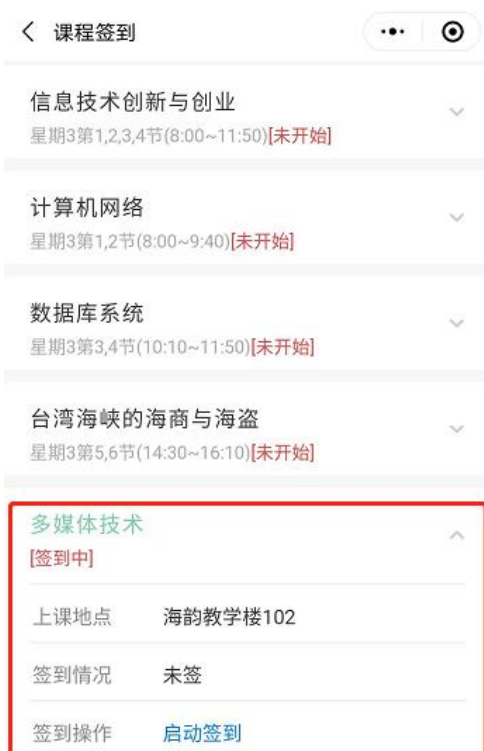 课程签到
信息技术创新与创业
星期3第1,2,3,4节(8:00~11:50)[未开始]
计算机网络
星期3第1,2节(8:00~9:40)[未开始]
数据库系统
星期3第3,4节(10:10~11:50)[未开始]
台湾海峡的海商与海盗
星期3第5,6节(14:30~16:10)[未开始]
多媒体技术
[签到中]
上课地点 海韵教学楼102
签到情况 未签
签到操作 启动签到